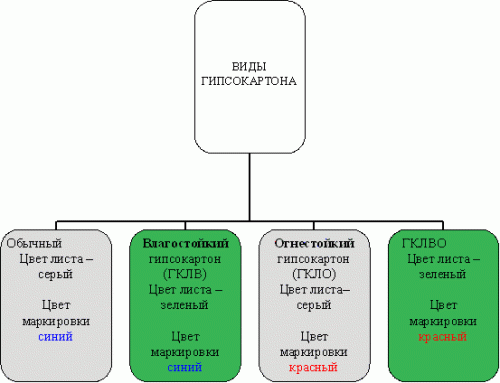 ВИДЫ
ГИПСОКАРТОНА
Обычный
Цвет листа –
серый
Цвет
маркировки
синий
Влагостойкий
гипсокартон
(ГКЛВ)
Цвет листа –
зеленый
Цвет
маркировки
синий
Огнестойкий
гипсокартон
(ГКЛО)
Цвет листа–
серый
Цвет
маркировки
красный
ГКЛВО
Цвет листа –
зеленый
Цвет
маркировки
красный